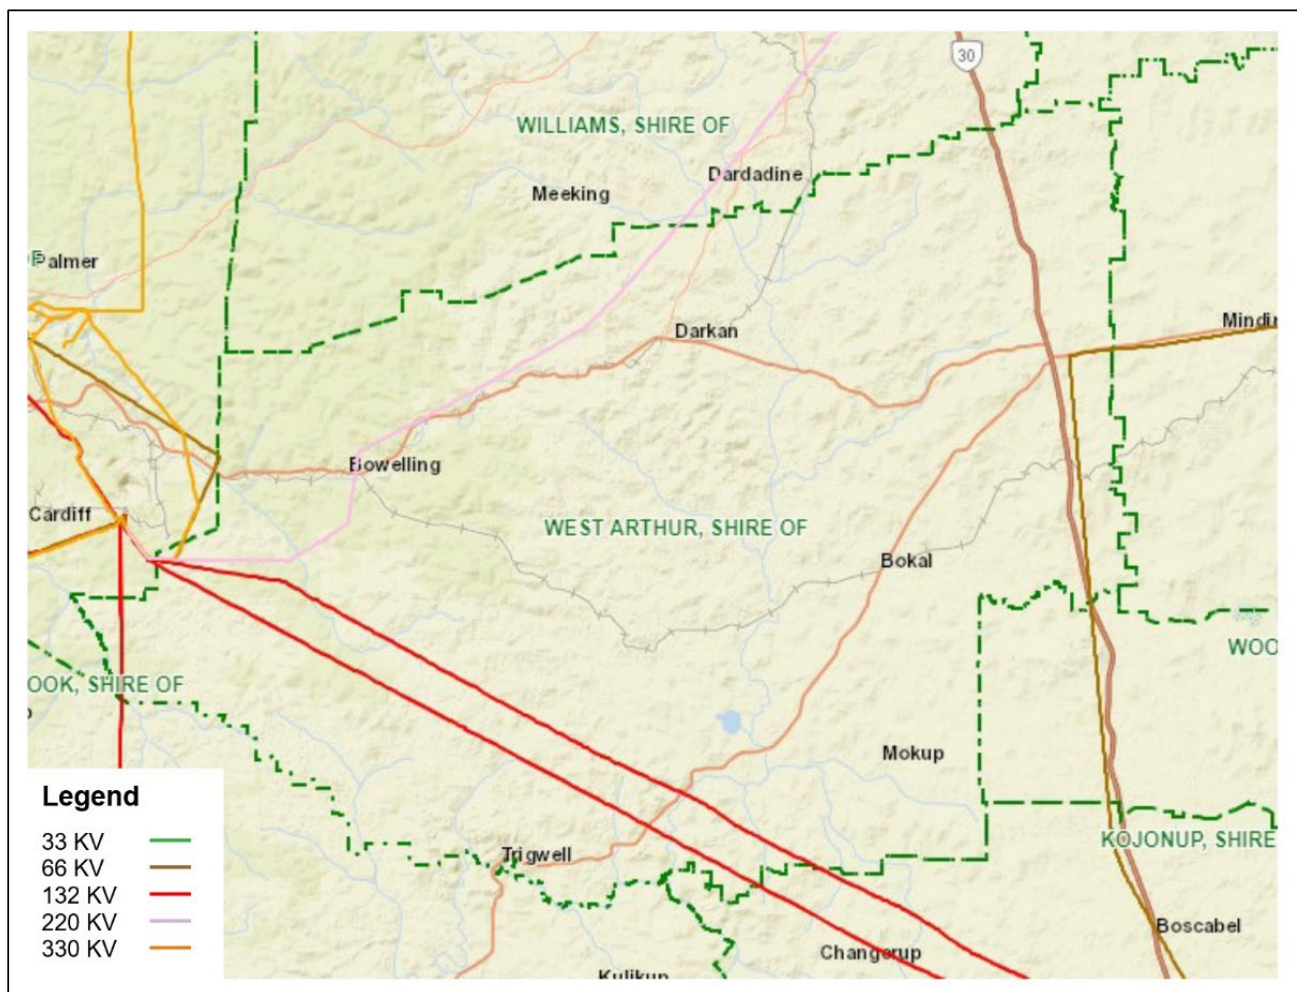 30
WILLIAMS, SHIRE OF
Dardadine
Meeking
Palmer
Mindin
Darkan
Bowelling
Cardiff
WEST ARTHUR, SHIRE OF
Bokal
WOO
OOK, SHIRE OF
Mokup
Legend
33 KV
66 KV
132 KV
220 KV
330 KV
KOJONUP, SHIRE
Trigwell
Boscabel
Changerup
Kulikup